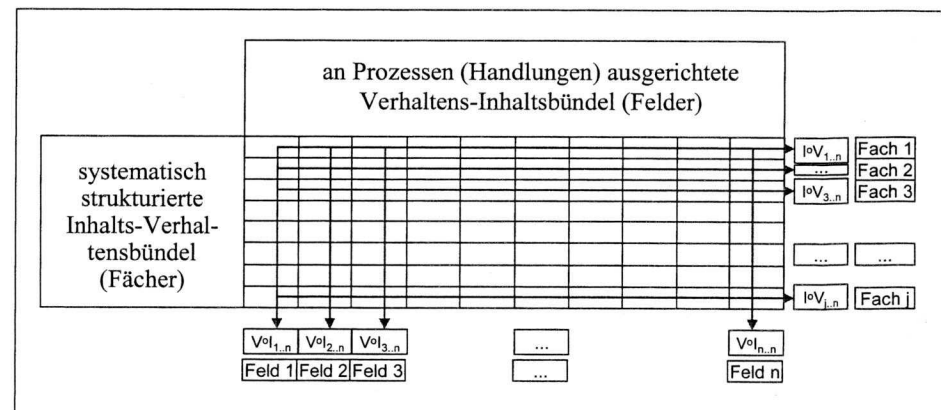 an Prozessen (Handlungen) ausgerichtete
Verhaltens-Inhaltsbündel (Felder)
systematisch
strukturierte
Inhalts-Verhal-
tensbündel
(Fächer)
I°V1..n Fach 1
... Fach 2
I°V3..n Fach 3
... ...
I°Vj..n Fach j
V°I1..n V°I2..n V°I3..n ... V°In..n
Feld 1 Feld 2 Feld 3 ... Feld n